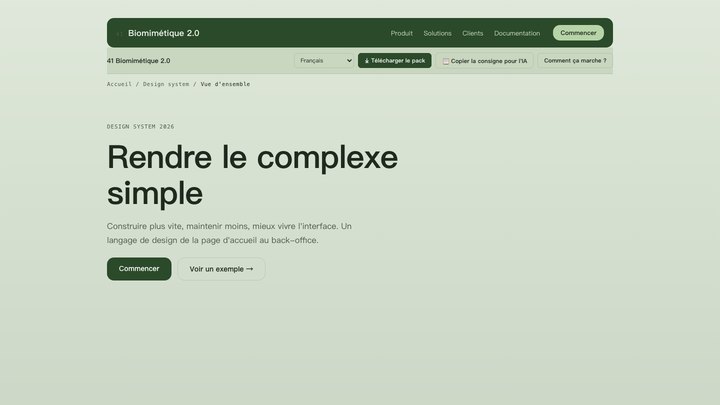 41 Biomimétique 2.0
Produit Solutions Clients Documentation Commencer
41 Biomimétique 2.0
Français
Télécharger le pack
Copier la consigne pour l'IA
Comment ça marche ?
Accueil / Design system / Vue d'ensemble
DESIGN SYSTEM 2026
Rendre le complexe
simple
Construire plus vite, maintenir moins, mieux vivre l'interface. Un
langage de design de la page d'accueil au back-office.
Commencer
Voir un exemple →